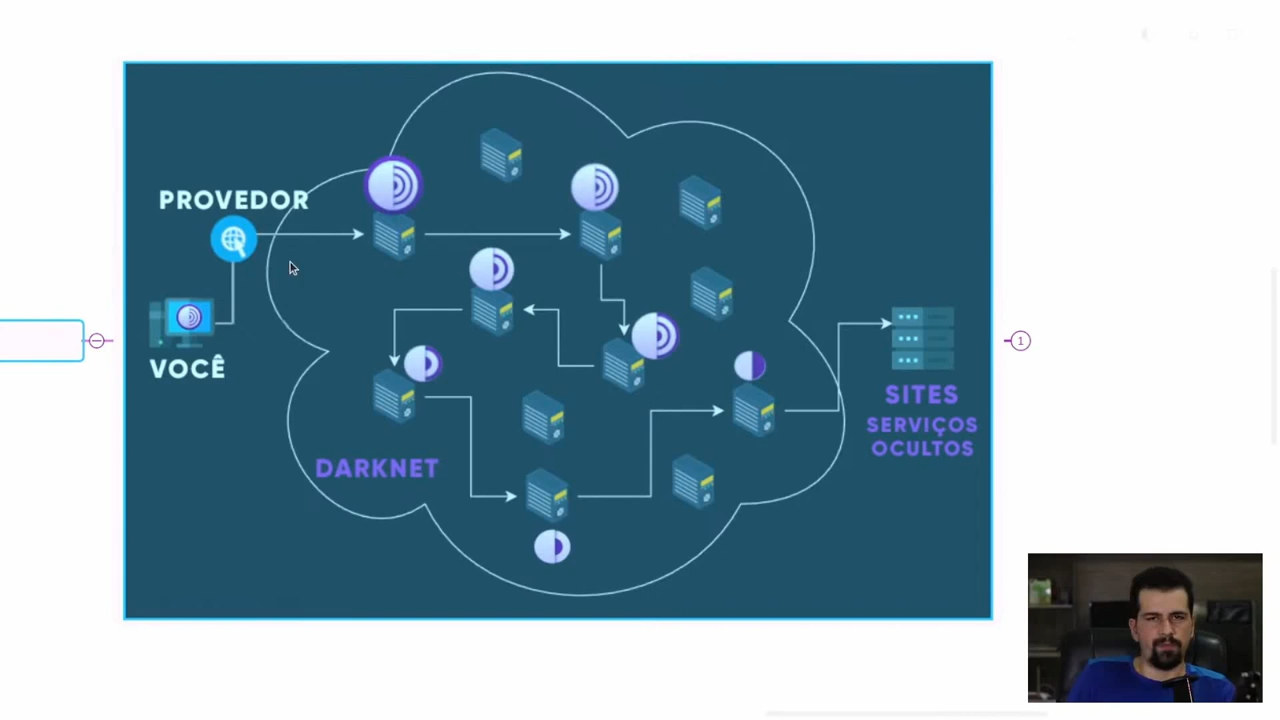 PROVEDOR
VOCÊ
DARKNET
SITES
SERVIÇOS
OCULTOS
1